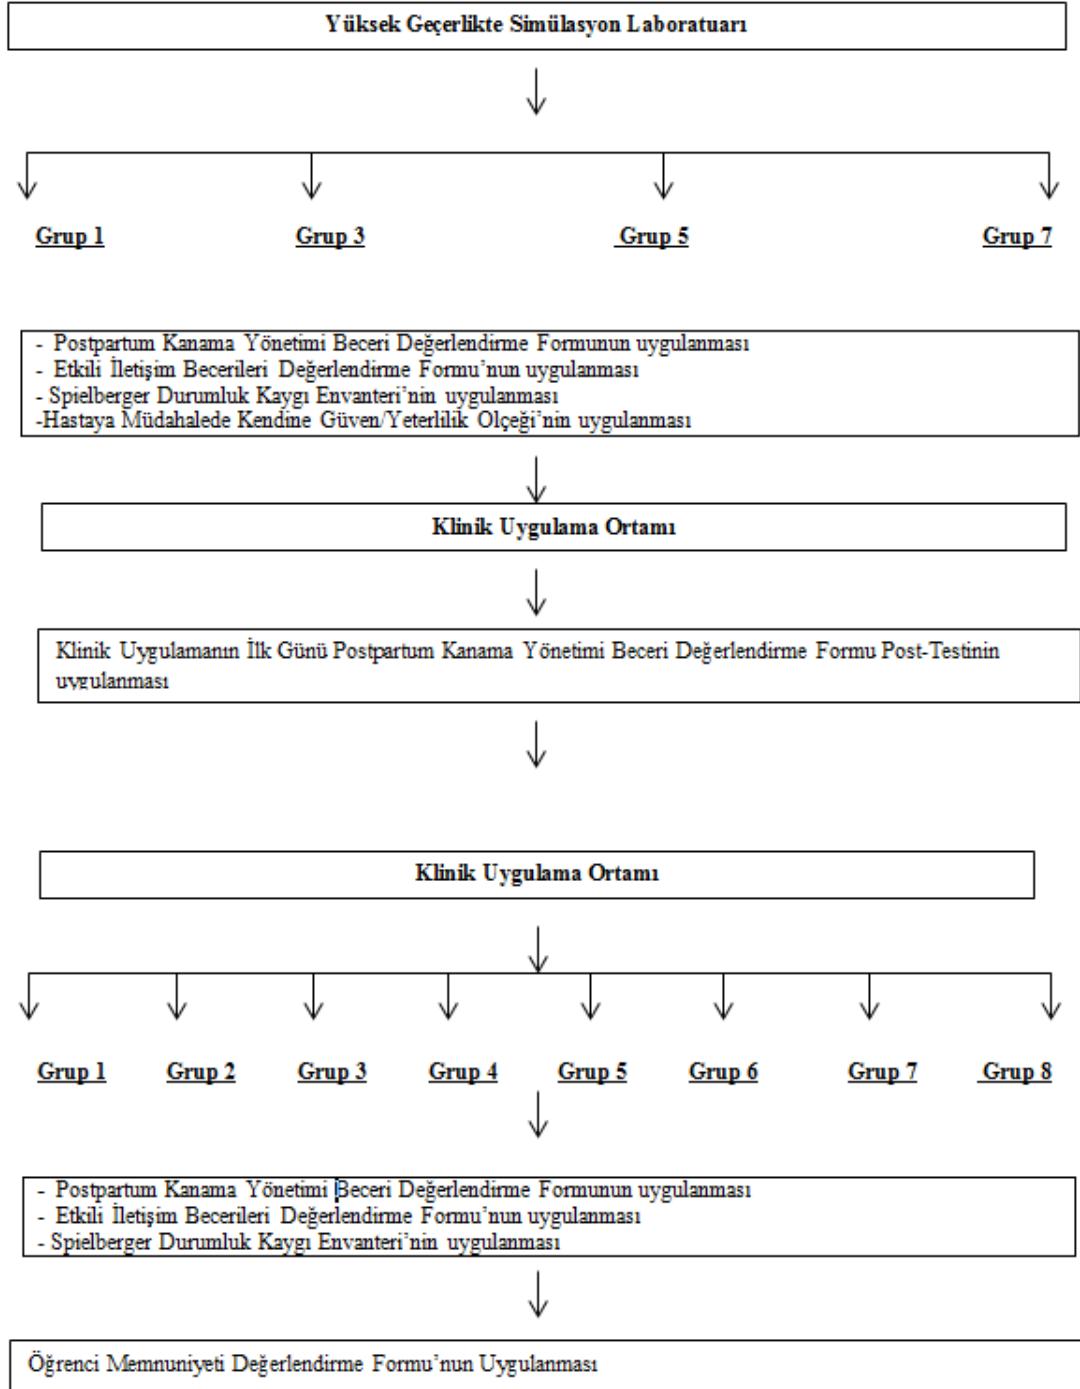 Yüksek Geçerlikte Simülasyon Laboratuarı
Grup 1 Grup 3 Grup 5 Grup 7
- Postpartum Kanama Yönetimi Beceri Değerlendirme Formunun uygulanması
- Etkili İletişim Becerileri Değerlendirme Formu’nun uygulanması
- Spielberger Durumluk Kaygı Envanteri’nin uygulanması
-Hastaya Müdahalede Kendine Güven/Yeterlilik Olçeği’nin uygulanması
Klinik Uygulama Ortamı
Klinik Uygulamanın İlk Günü Postpartum Kanama Yönetimi Beceri Değerlendirme Formu Post-Testinin
uygulanması
Klinik Uygulama Ortamı
Grup 1 Grup 2 Grup 3 Grup 4 Grup 5 Grup 6 Grup 7 Grup 8
- Postpartum Kanama Yönetimi Beceri Değerlendirme Formunun uygulanması
- Etkili İletişim Becerileri Değerlendirme Formu’nun uygulanması
- Spielberger Durumluk Kaygı Envanteri’nin uygulanması
Öğrenci Memnuniyeti Değerlendirme Formu’nun Uygulanması